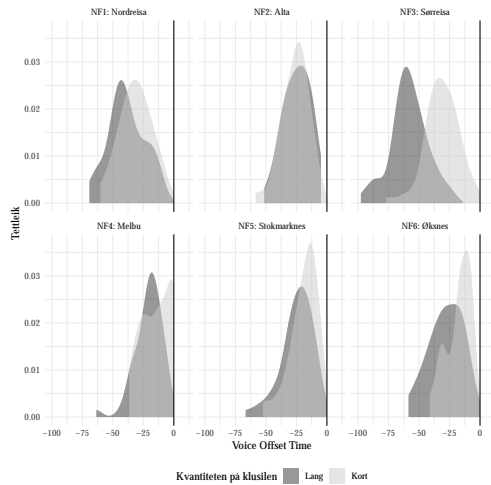 NF1: Nordreisa NF2: Alta NF3: Sørreisa
0.03
0.02
0.01
0.00
Tettleik
NF4: Melbu NF5: Stokmarknes NF6: Øksnes
0.03
0.02
0.01
0.00
−100 −75 −50 −25 0 −100 −75 −50 −25 0 −100 −75 −50 −25 0
Voice Offset Time
Kvantiteten på klusilen Lang Kort